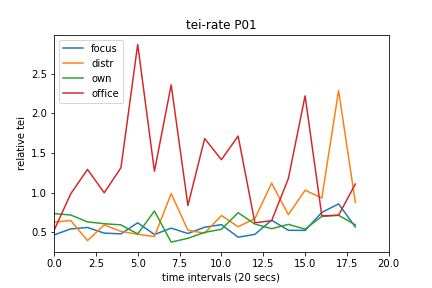 tei-rate P01
focus
distr
own
office
relative tei
2.5
2.0
1.5
1.0
0.5
0.0 2.5 5.0 7.5 10.0 12.5 15.0 17.5 20.0
time intervals (20 secs)